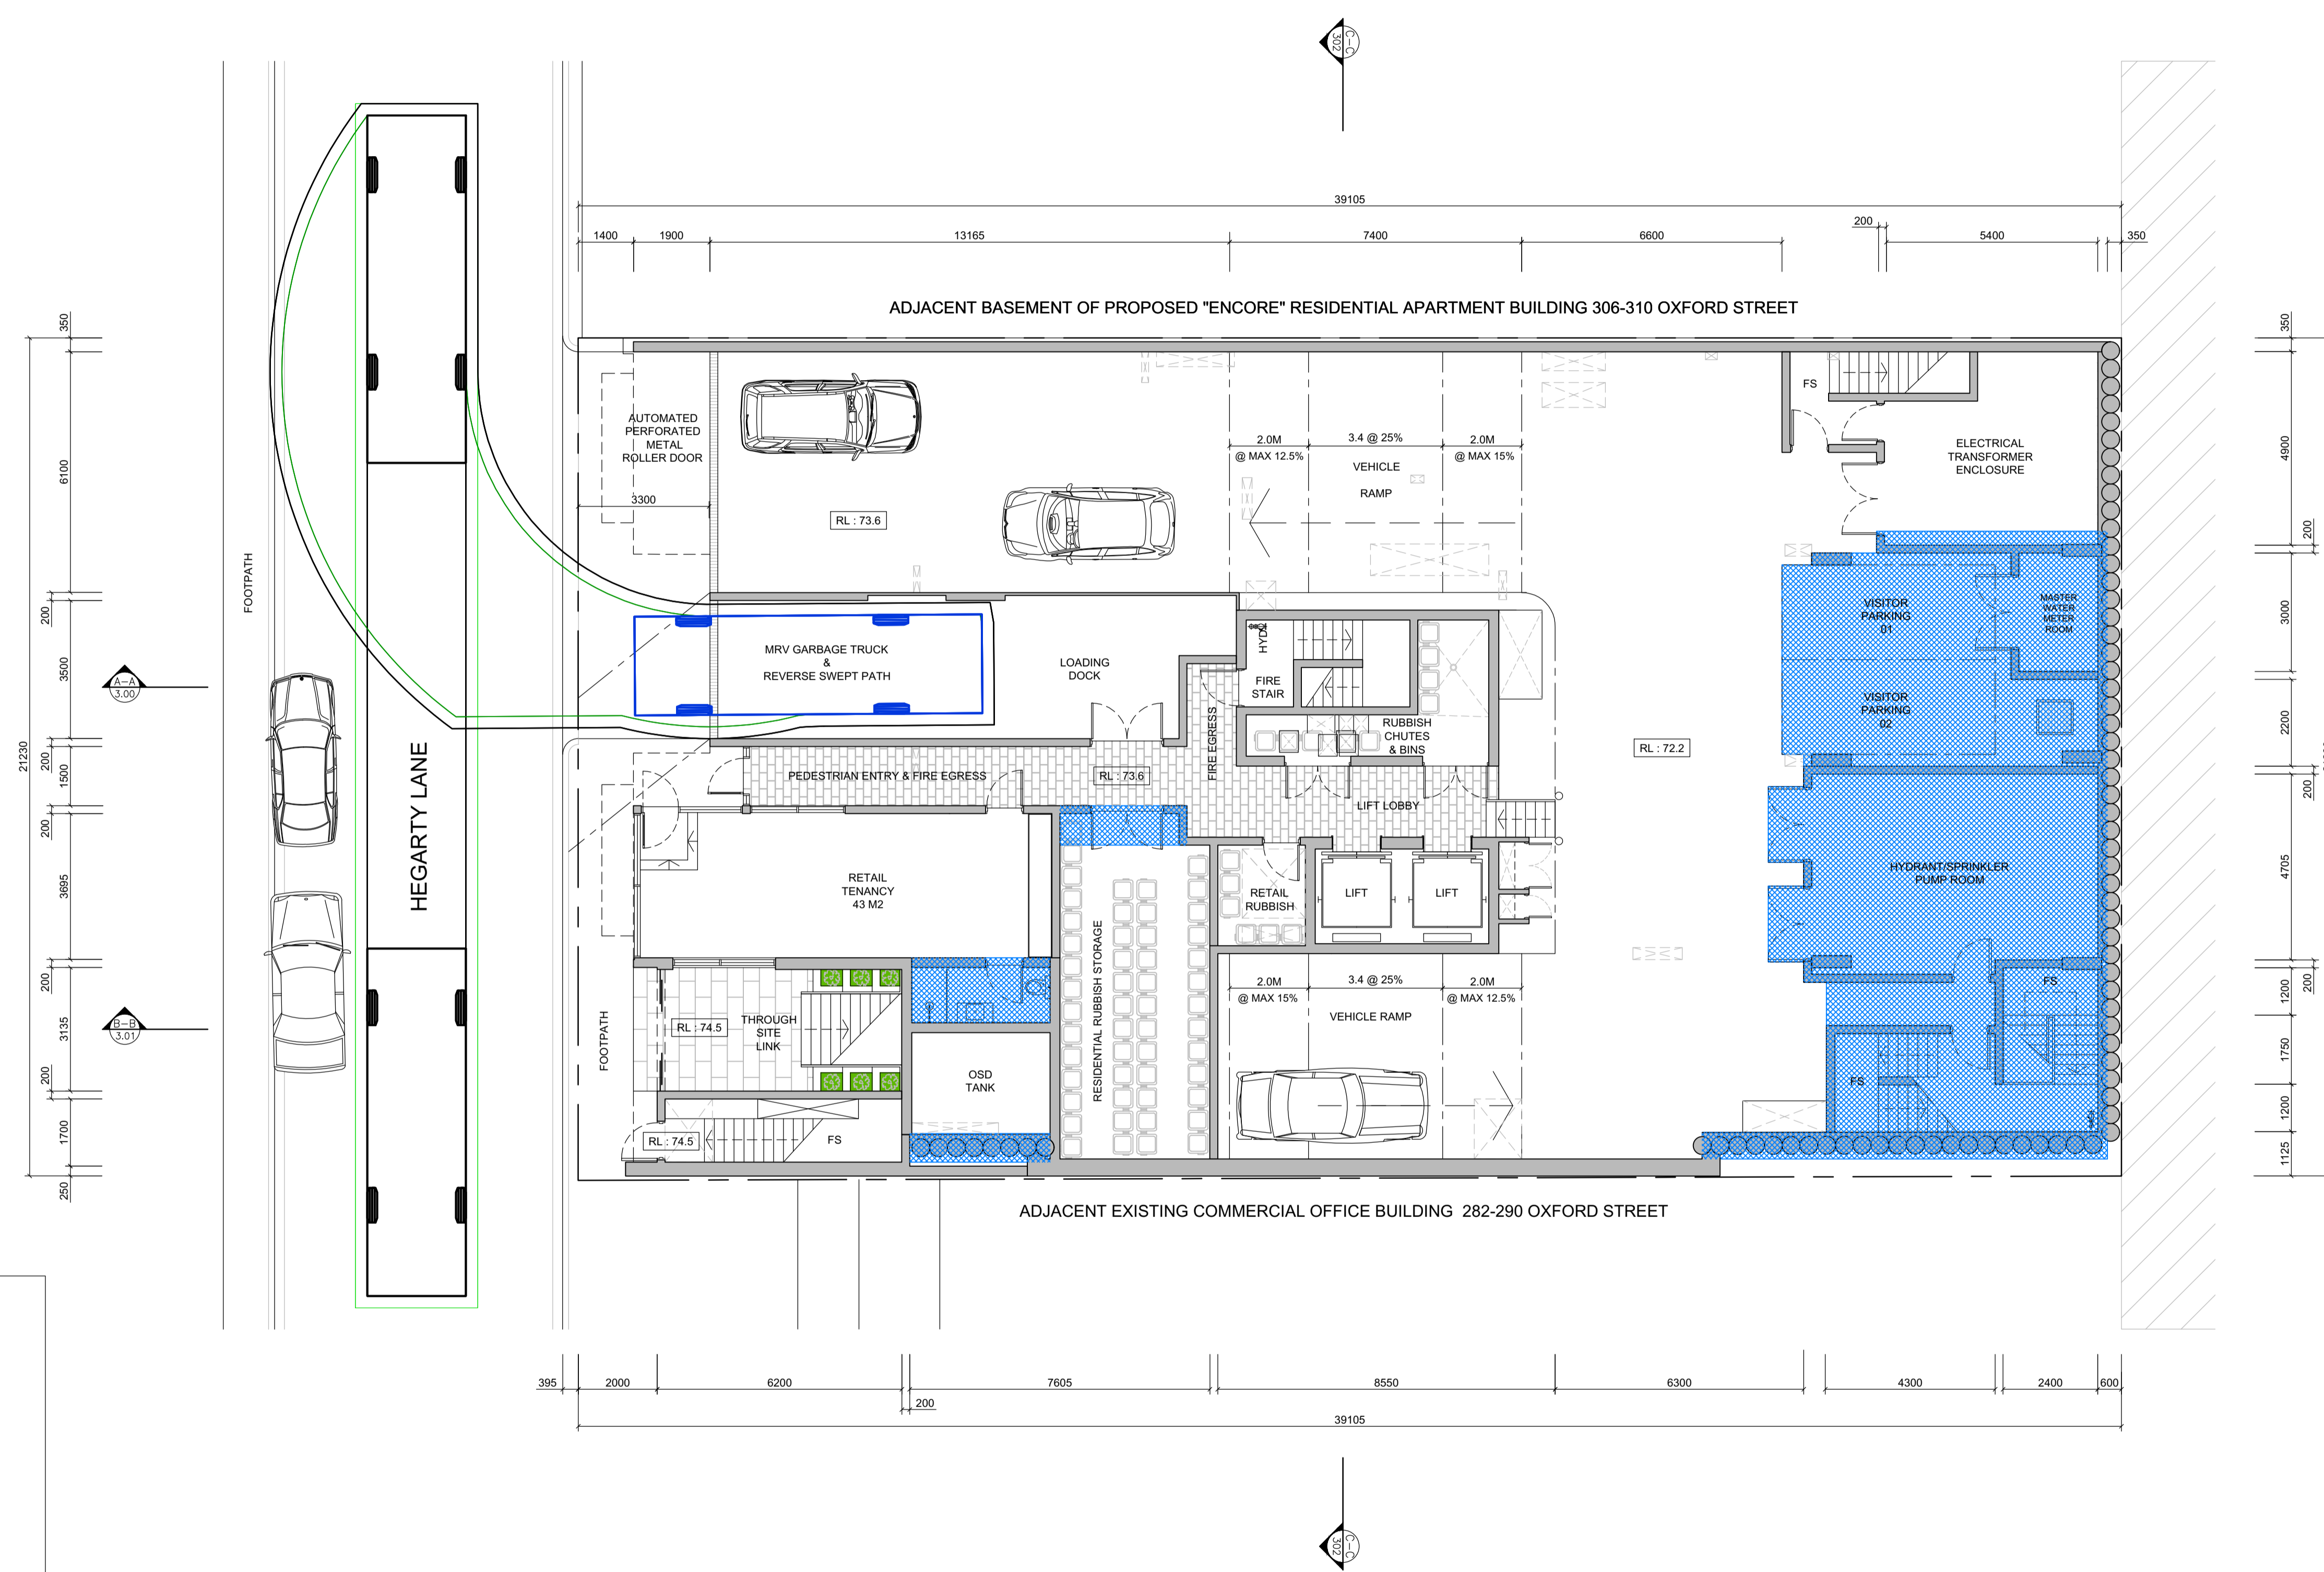 C-C
302
39105
1400
1900
13165
7400
6600
200
5400
350
ADJACENT BASEMENT OF PROPOSED "ENCORE" RESIDENTIAL APARTMENT BUILDING 306-310 OXFORD STREET
350
6100
200
3500
200
1500
200
3695
200
3135
200
1700
250
21230
A-A
3.00
B-B
3.01
FOOTPATH
HEGARTY LANE
FOOTPATH
AUTOMATED
PERFORATED
METAL
ROLLER DOOR
3300
RL : 73.6
2.0M
@ MAX 12.5%
3.4 @ 25%
2.0M
@ MAX 15%
VEHICLE
RAMP
FS
ELECTRICAL
TRANSFORMER
ENCLOSURE
MRV GARBAGE TRUCK
&
REVERSE SWEPT PATH
LOADING
DOCK
HYD
FIRE
STAIR
FIRE EGRESS
RUBBISH
CHUTES
& BINS
RL : 72.2
VISITOR
PARKING
01
MASTER
WATER
METER
ROOM
VISITOR
PARKING
02
PEDESTRIAN ENTRY & FIRE EGRESS
RL : 73.6
LIFT LOBBY
RETAIL
TENANCY
43 M2
RETAIL
RUBBISH
LIFT
LIFT
HYDRANT/SPRINKLER
PUMP ROOM
RESIDENTIAL RUBBISH STORAGE
2.0M
@ MAX 15%
3.4 @ 25%
2.0M
@ MAX 12.5%
VEHICLE RAMP
RL : 74.5
THROUGH
SITE
LINK
OSD
TANK
RL : 74.5
FS
FS
FS
ADJACENT EXISTING COMMERCIAL OFFICE BUILDING 282-290 OXFORD STREET
350
4900
200
3000
2200
200
4705
200
1200
1750
1200
1125
395
2000
6200
200
7605
8550
6300
4300
2400
600
39105
C-C
302